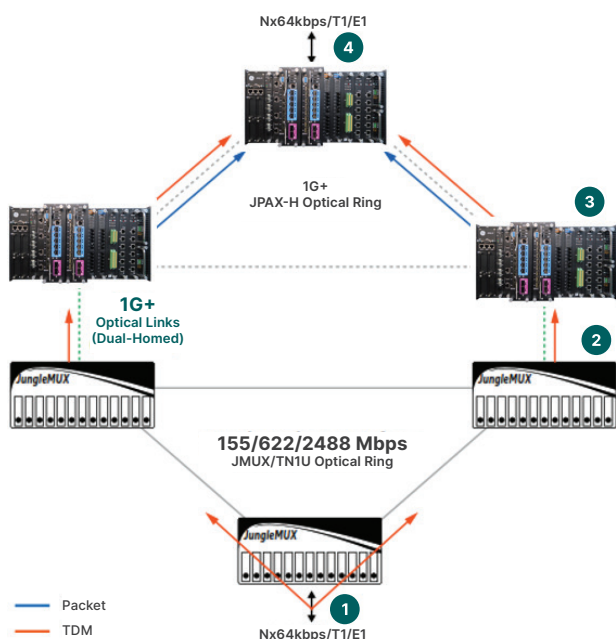 Nx64kbps/T1/E1
4
1G+
JPAX-H Optical Ring
3
1G+
Optical Links
(Dual-Homed)
2
JungleMUX
JungleMUX
155/622/2488 Mbps
JMUX/TN1U Optical Ring
JungleMUX
1
Packet
TDM
Nx64kbps/T1/E1